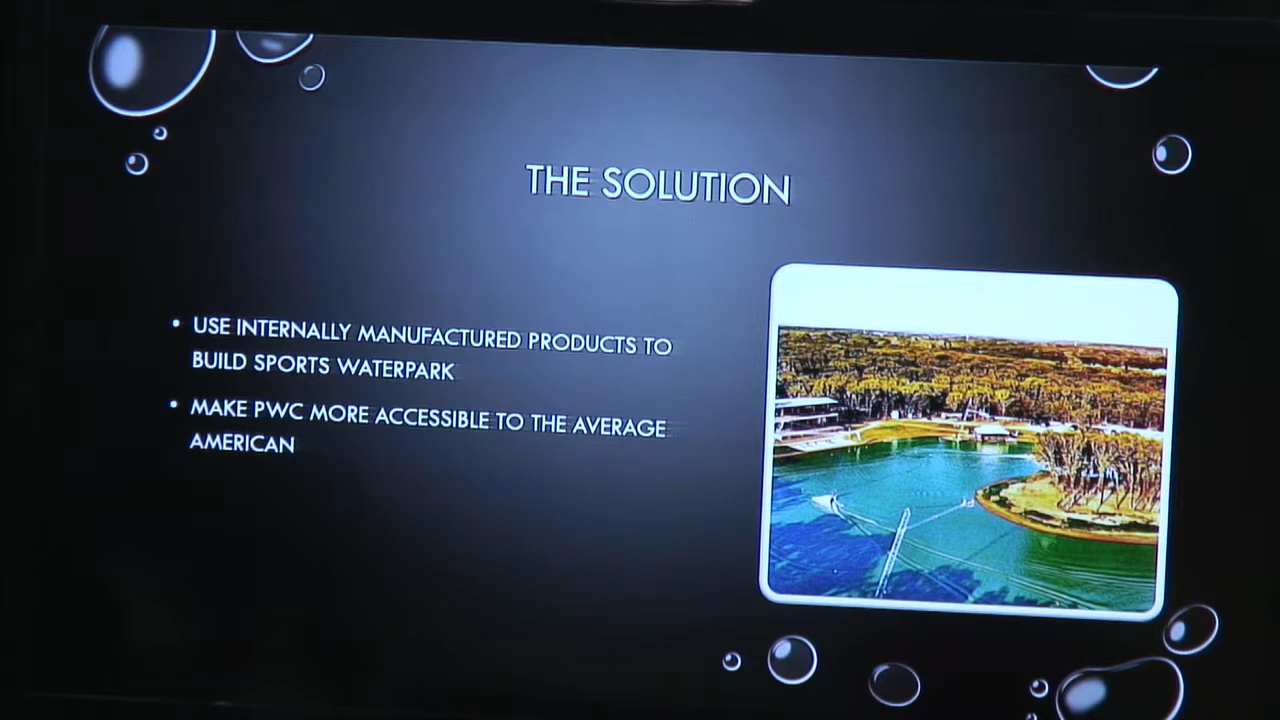 THE SOLUTION
• USE INTERNALLY MANUFACTURED PRODUCTS TO
BUILD SPORTS WATERPARK
• MAKE PWC MORE ACCESSIBLE TO THE AVERAGE
AMERICAN